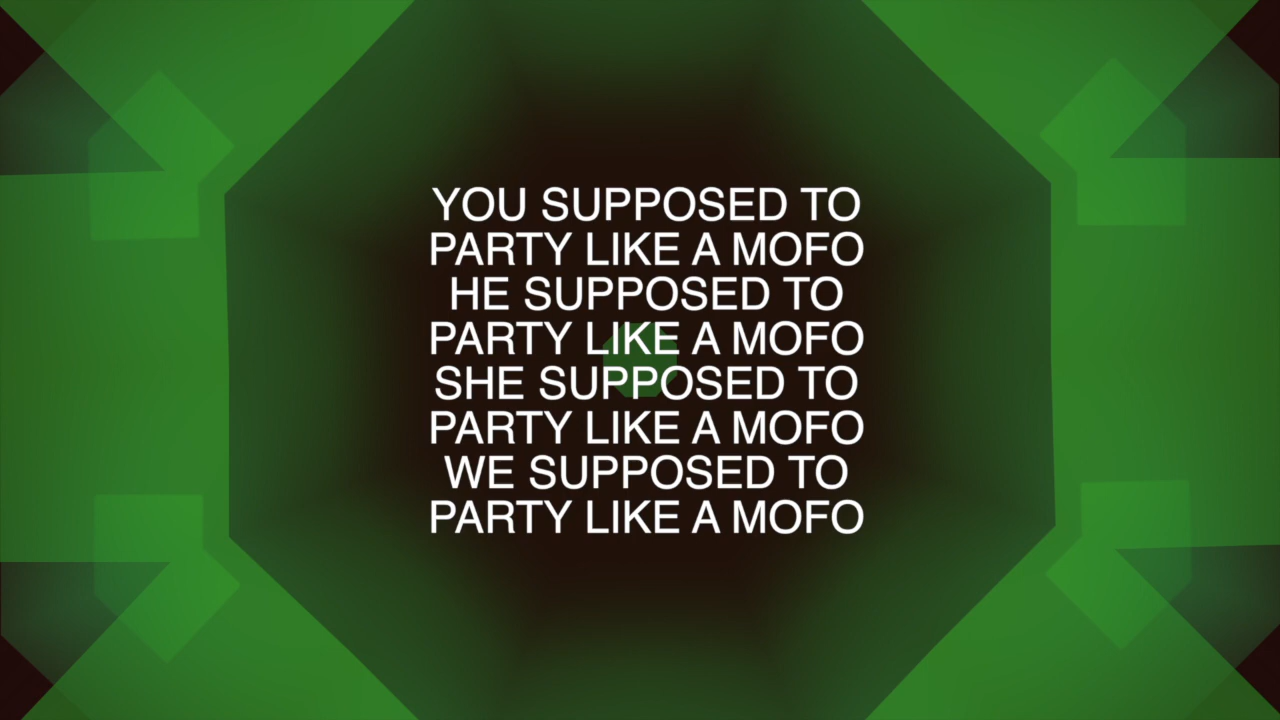 YOU SUPPOSED TO
PARTY LIKE A MOFO
HE SUPPOSED TO
PARTY LIKE A MOFO
SHE SUPPOSED TO
PARTY LIKE A MOFO
WE SUPPOSED TO
PARTY LIKE A MOFO